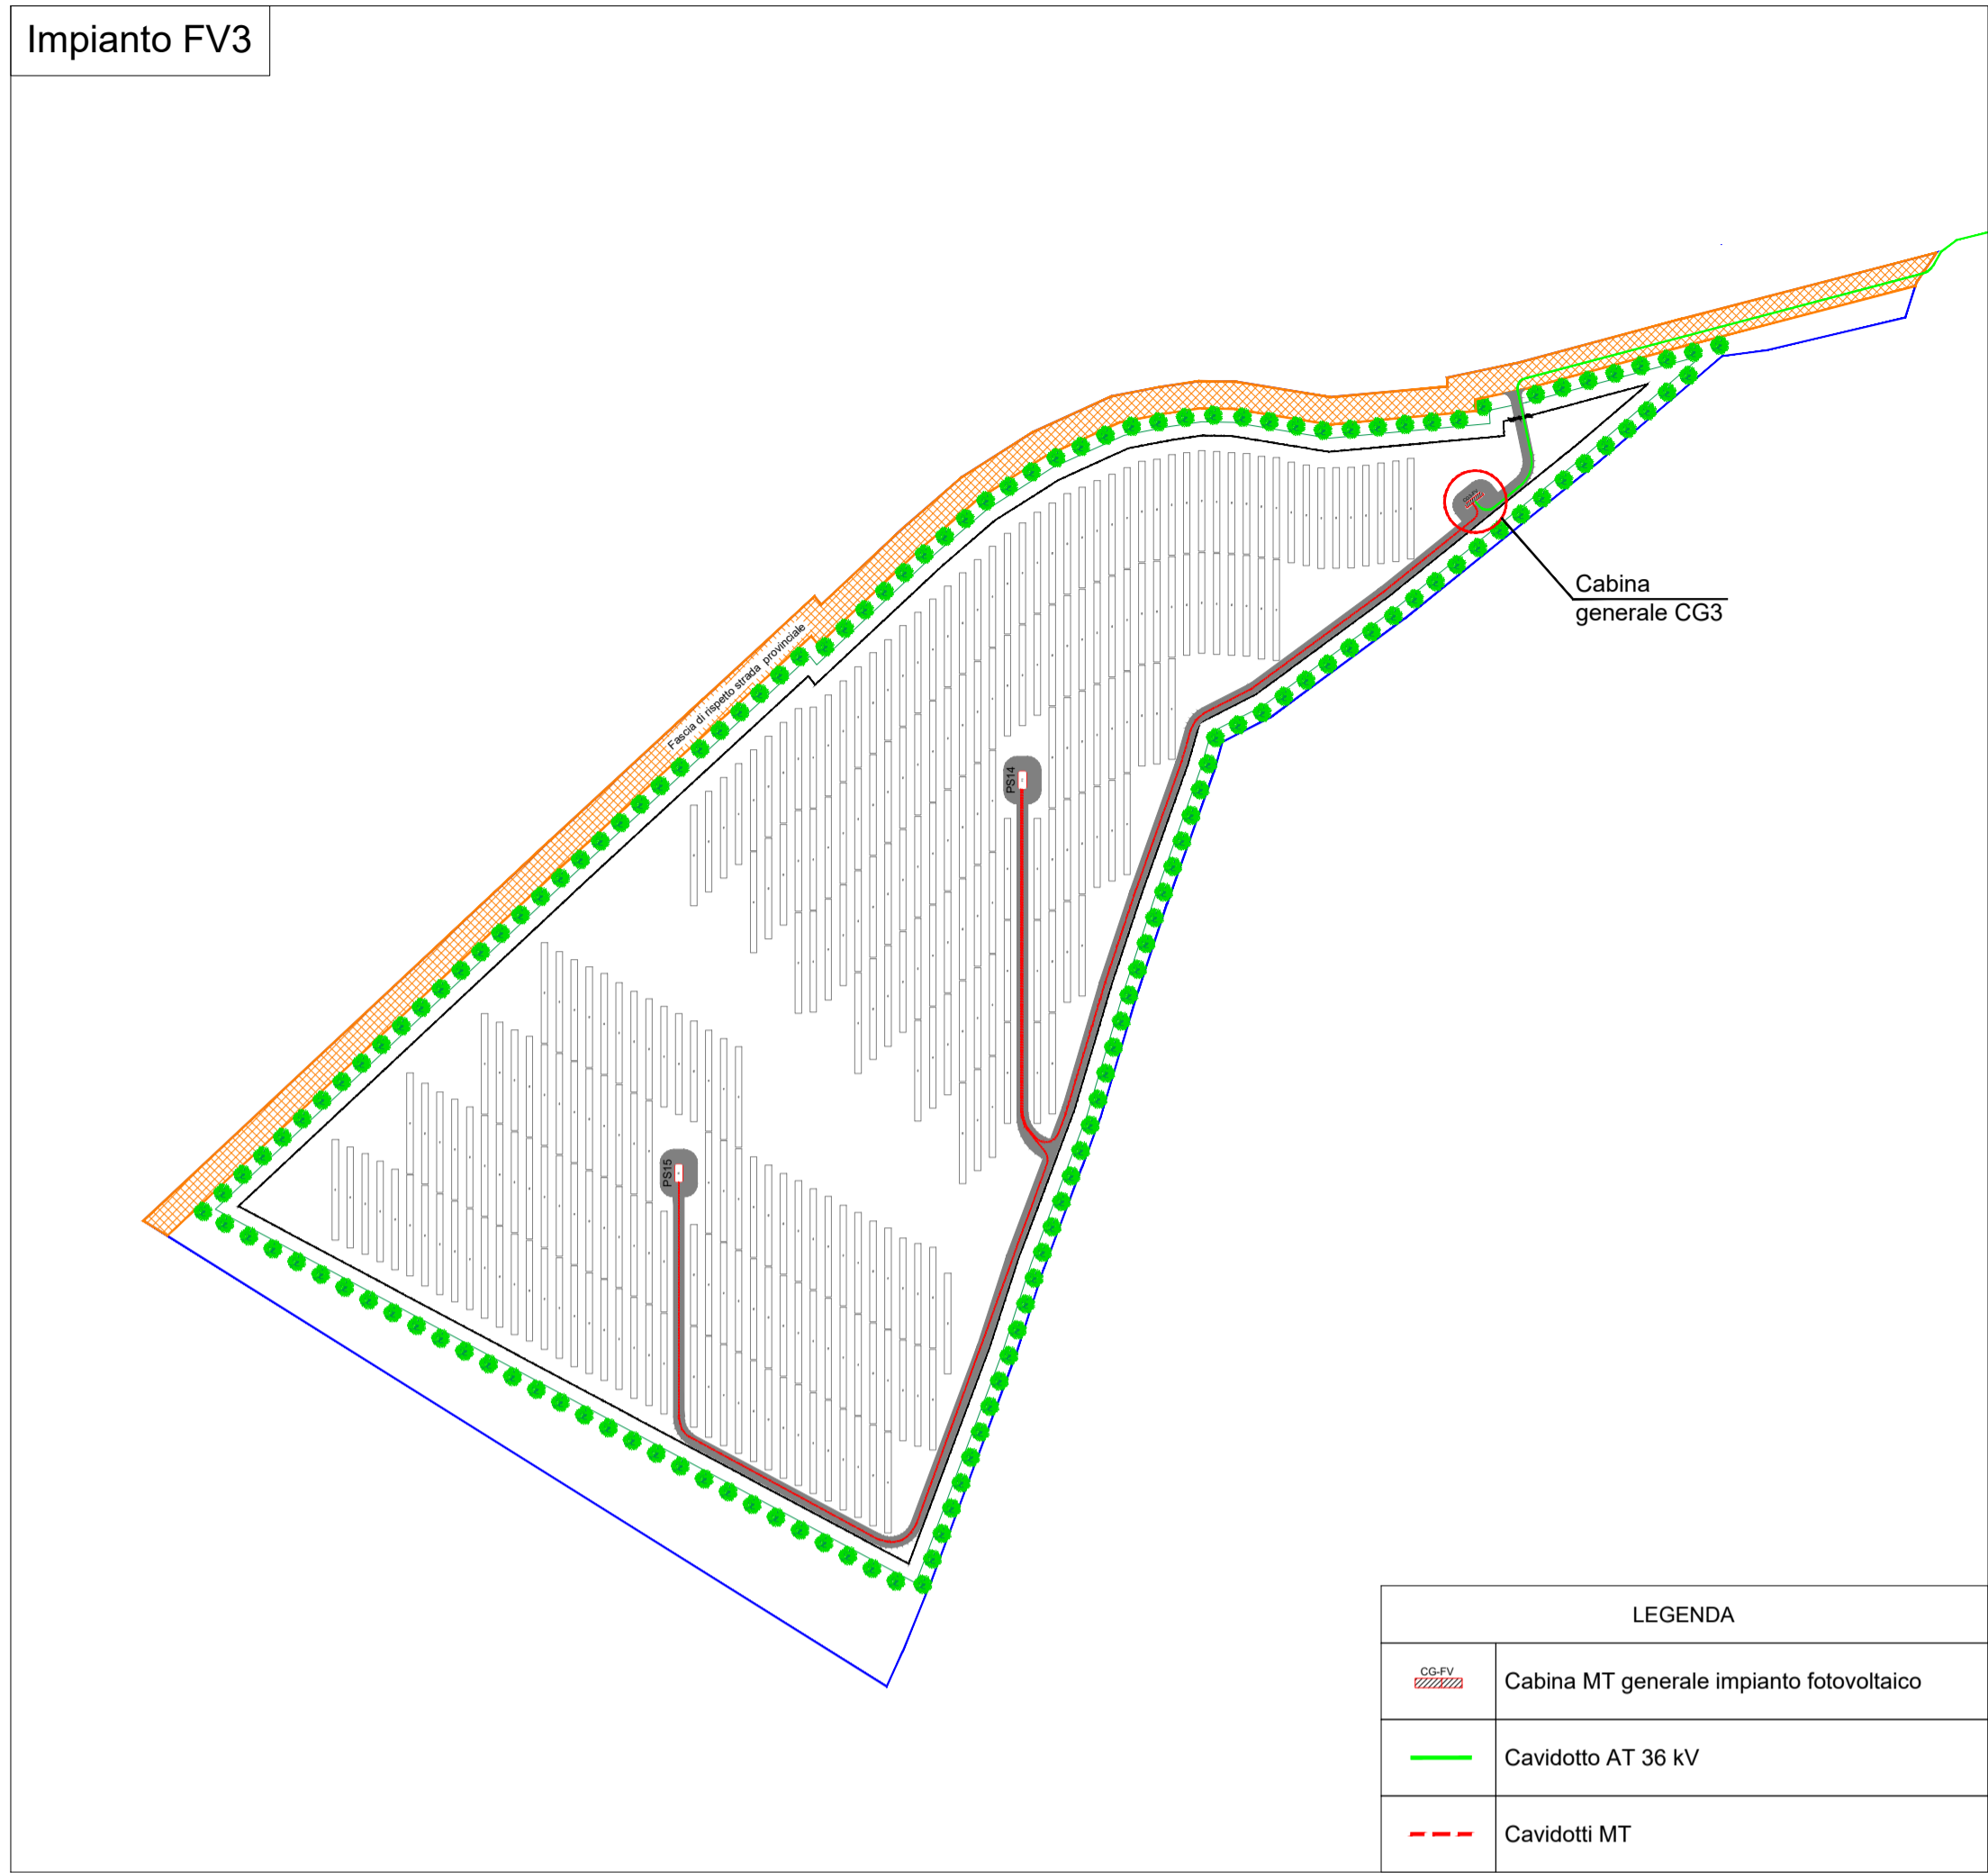 Impianto FV3
Fascia di rispetto strada provinciale
Cabina
generale CG3
PS14
PS15
LEGENDA
CG-FV
Cabina MT generale impianto fotovoltaico
Cavidotto AT 36 kV
Cavidotti MT